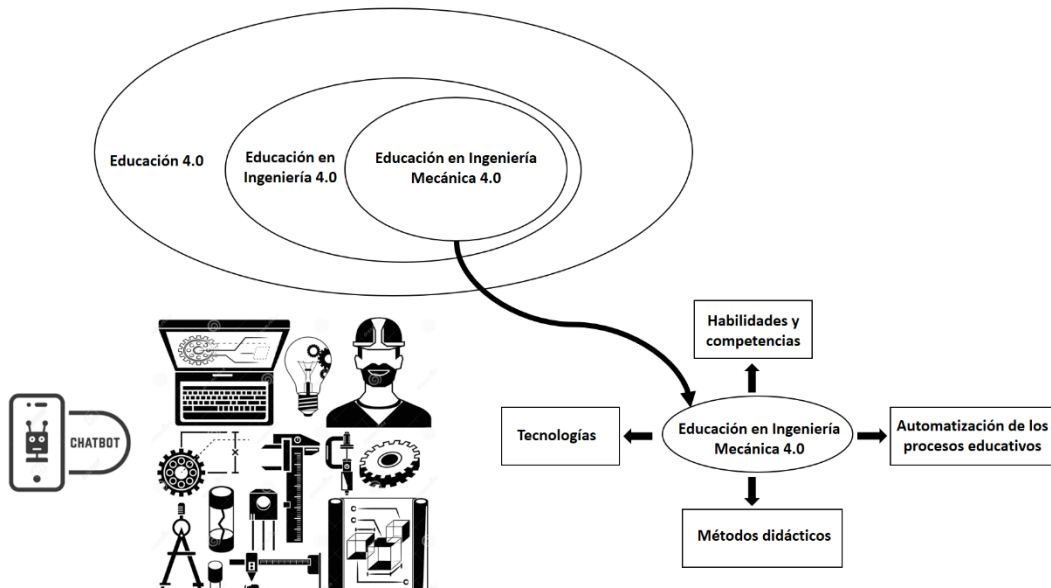 Educación 4.0
Educación en
Ingeniería 4.0
Educación en Ingeniería
Mecánica 4.0
Habilidades y
competencias
CHATBOT
Tecnologías
Educación en Ingeniería
Mecánica 4.0
Automatización de los
procesos educativos
Métodos didácticos